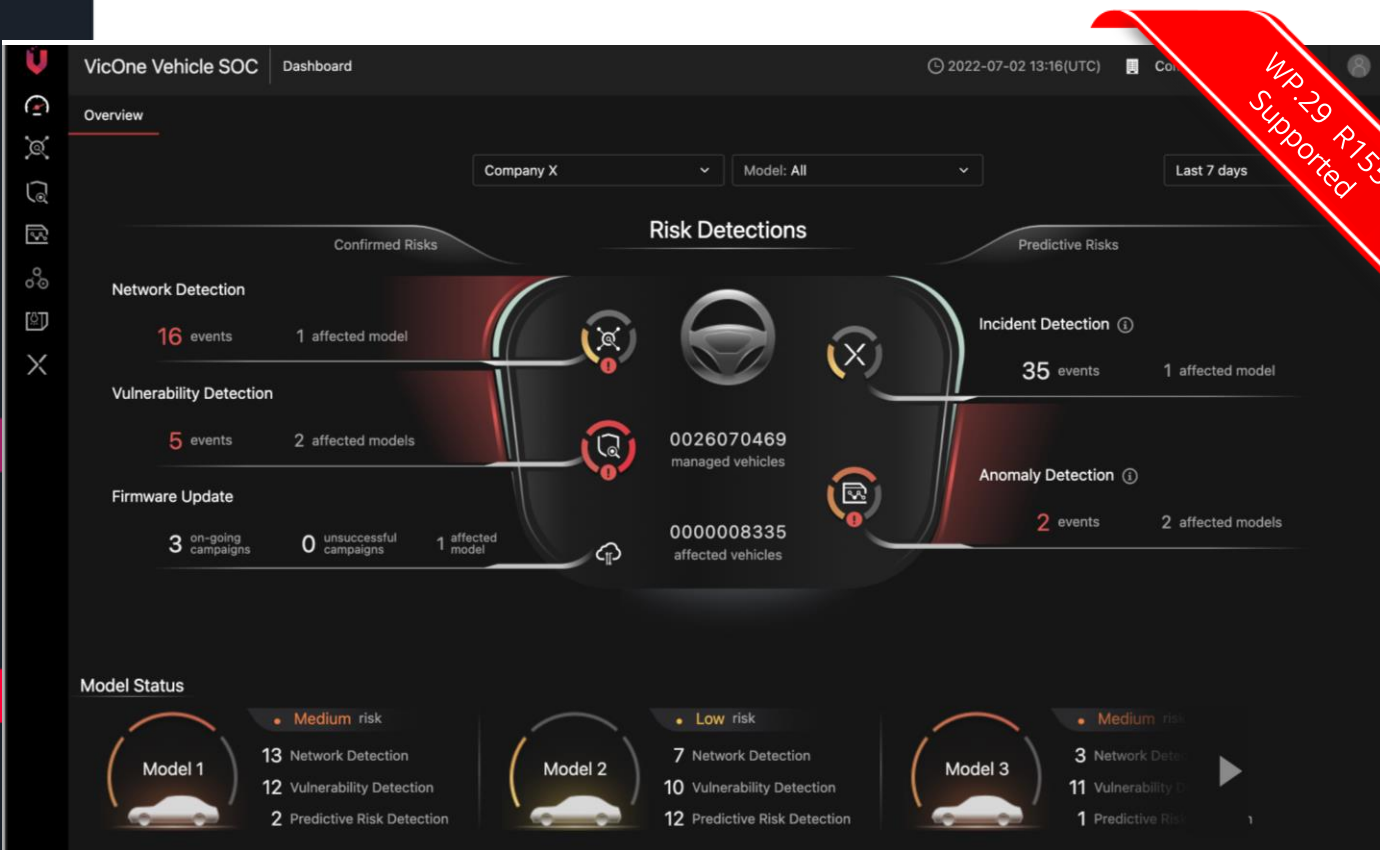 VicOne Vehicle SOC
Dashboard
2022-07-02 13:16(UTC)
WP.29 R155
Supported
Overview
Company X
Model: All
Last 7 days
Risk Detections
Confirmed Risks
Predictive Risks
Network Detection
16 events
1 affected model
Vulnerability Detection
5 events
2 affected models
Firmware Update
3 on-going campaigns
0 unsuccessful campaigns
1 affected model
0026070469
managed vehicles
0000008335
affected vehicles
Incident Detection
35 events
1 affected model
Anomaly Detection
2 events
2 affected models
Model Status
Model 1
Medium risk
13 Network Detection
12 Vulnerability Detection
2 Predictive Risk Detection
Model 2
Low risk
7 Network Detection
10 Vulnerability Detection
12 Predictive Risk Detection
Model 3
Medium risk
3 Network
11 Vulnerability
1 Predictive